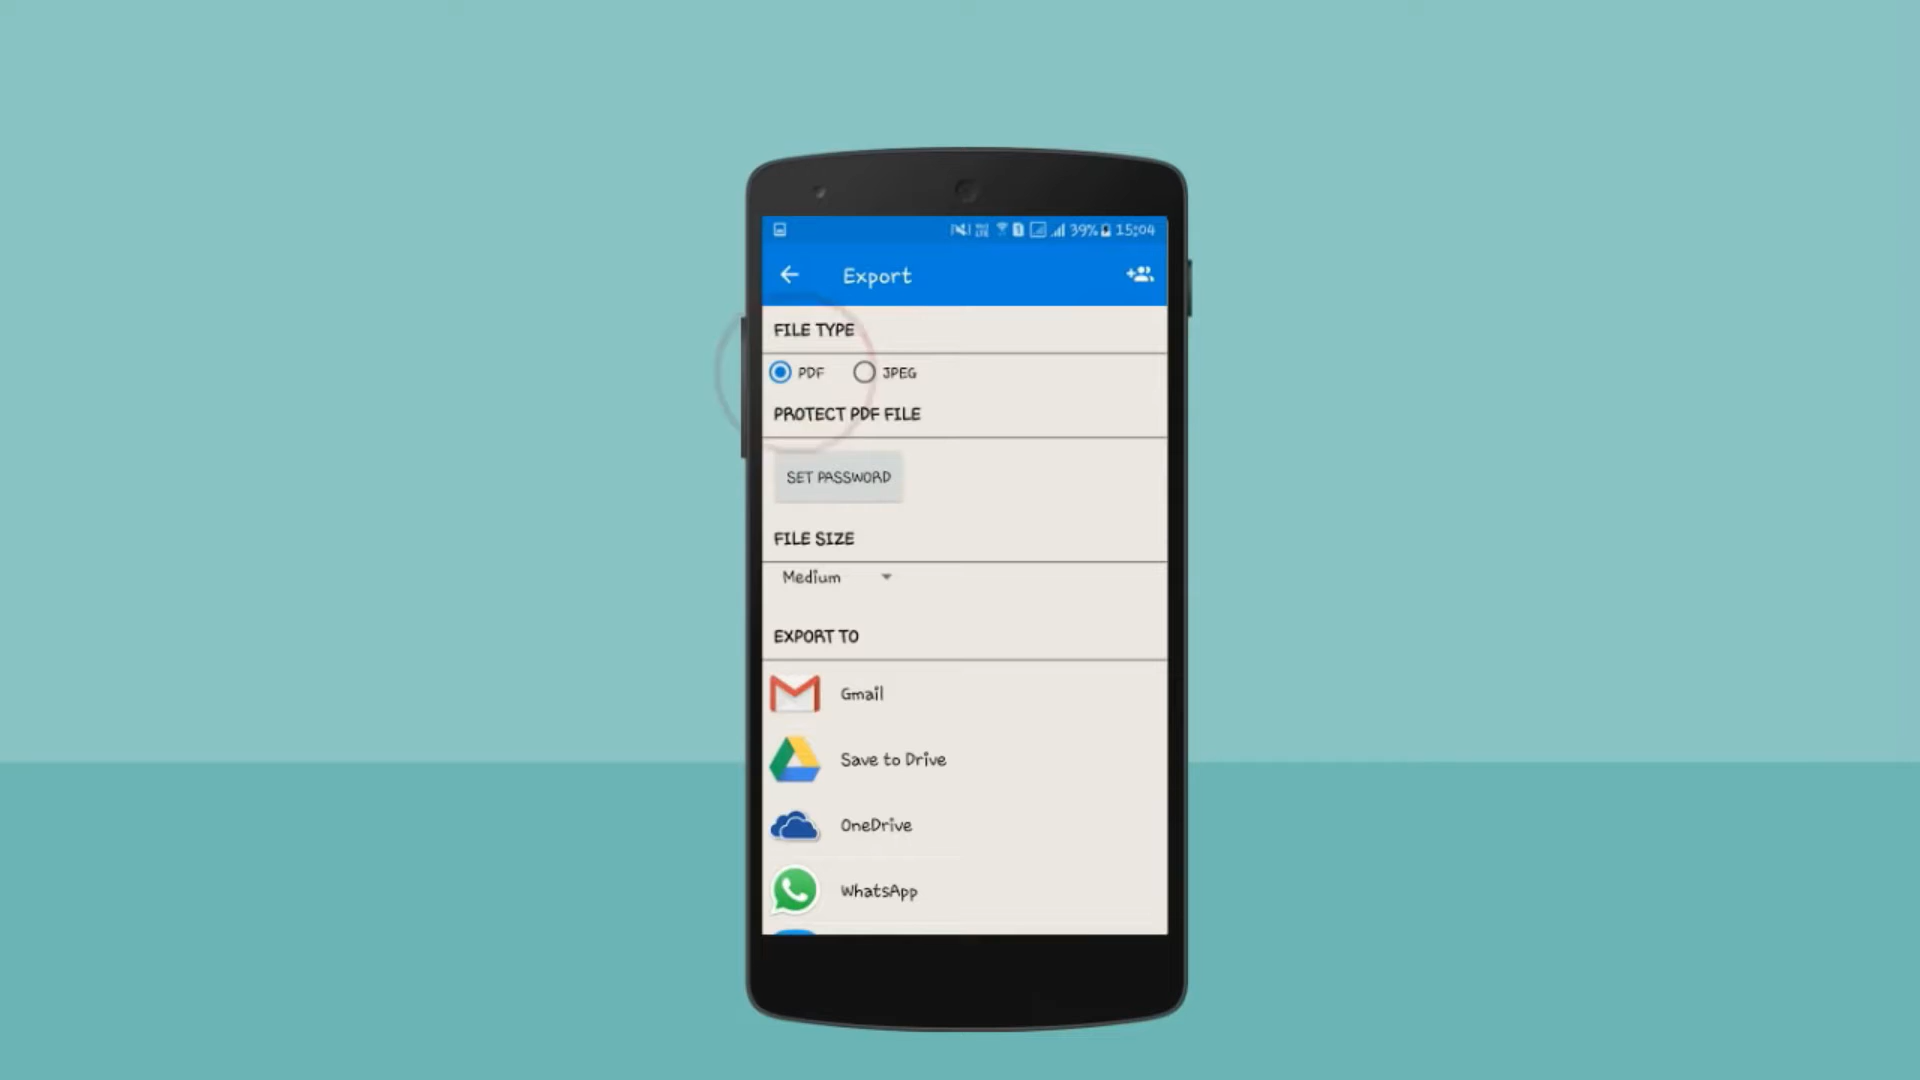 39% 15:04
Export
FILE TYPE
PDF JPEG
PROTECT PDF FILE
SET PASSWORD
FILE SIZE
Medium
EXPORT TO
Gmail
Save to Drive
OneDrive
WhatsApp